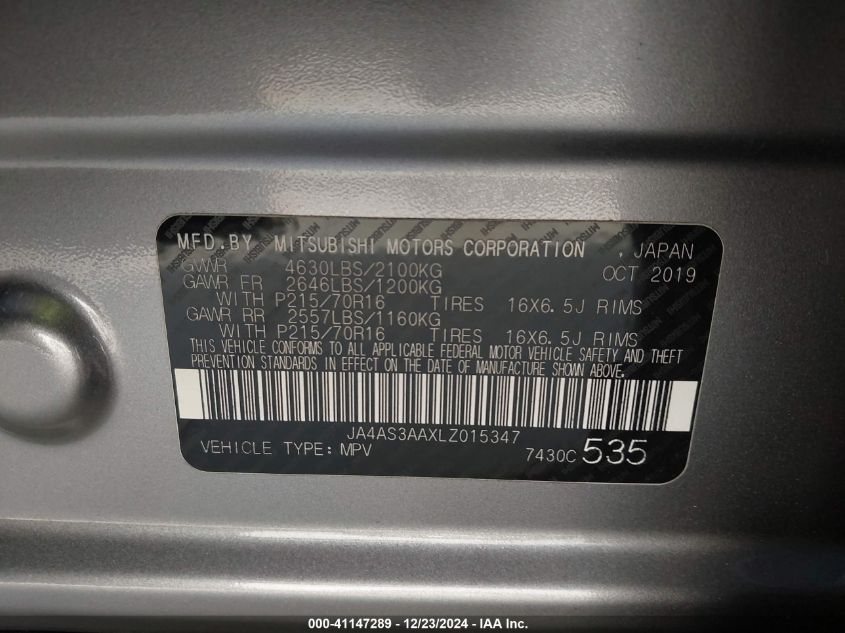 MFD.BY MITSUBISHI MOTORS CORPORATION , JAPAN
GVWR 4630LBS/2100KG OCT 2019
GAWR FR 2646LBS/1200KG
WITH P215/70R16 TIRES 16X6.5J RIMS
GAWR RR 2557LBS/1160KG
WITH P215/70R16 TIRES 16X6.5J RIMS
THIS VEHICLE CONFORMS TO ALL APPLICABLE FEDERAL MOTOR VEHICLE SAFETY AND THEFT
PREVENTION STANDARDS IN EFFECT ON THE DATE OF MANUFACTURE SHOWN ABOVE.
JA4AS3AAXLZ015347
VEHICLE TYPE: MPV 7430C 535
000-41147289 - 12/23/2024 - IAA Inc.